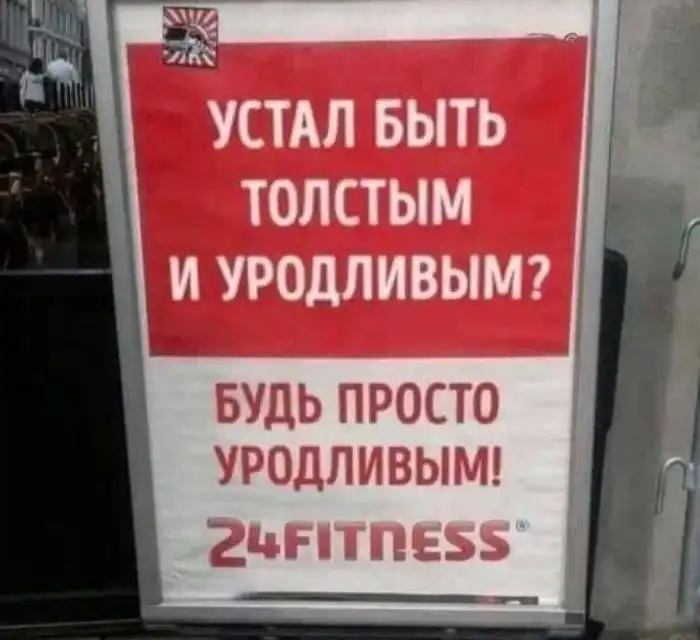 УСТАЛ БЫТЬ
ТОЛСТЫМ
И УРОДЛИВЫМ?
БУДЬ ПРОСТО
УРОДЛИВЫМ!
24FITNESS®